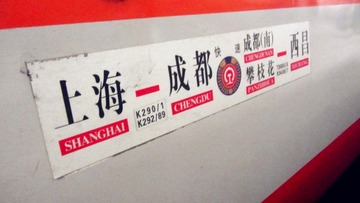 上海—成都
SHANGHAI
CHENGDU
K290/1
K292/89
快速
成都(南)
攀枝花—西昌
PANZHIHUA
XICHANG